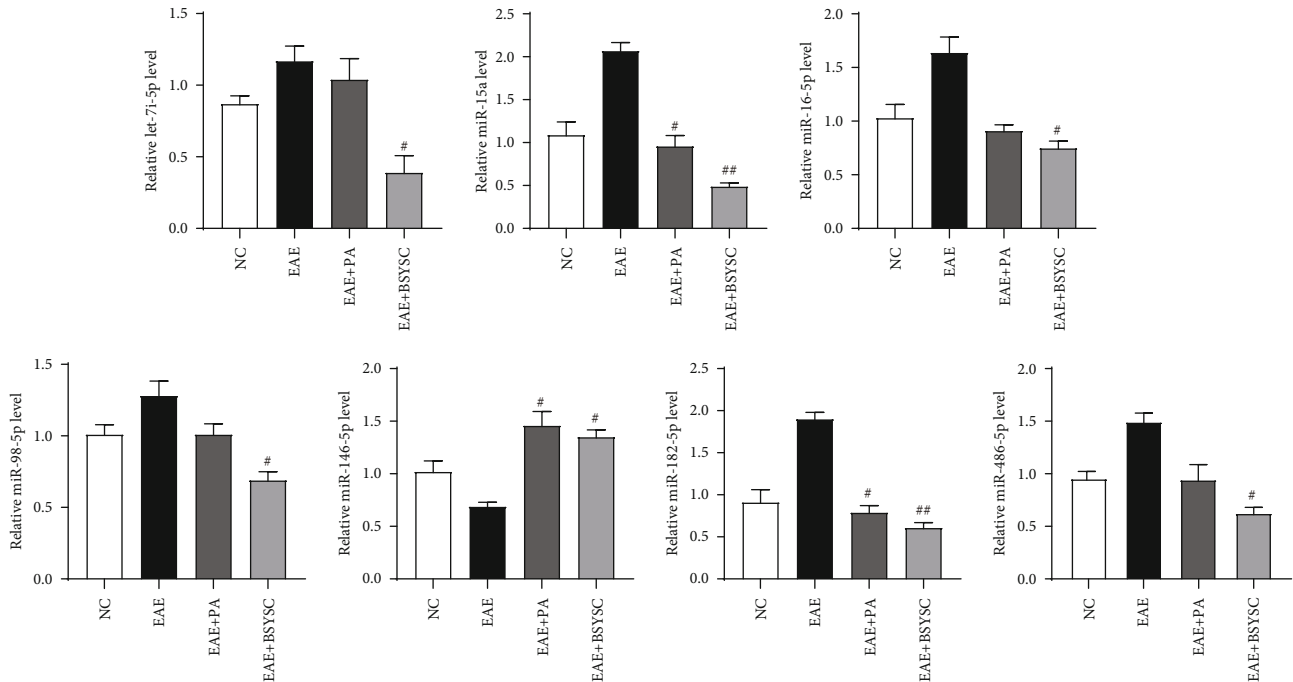 Relative let-7i-5p level
1.5
1.0
0.5
0.0
#
NC
EAE
EAE+PA
EAE+BSYSC
Relative miR-15a level
2.5
2.0
1.5
1.0
0.5
0.0
#
##
NC
EAE
EAE+PA
EAE+BSYSC
Relative miR-16-5p level
2.0
1.5
1.0
0.5
0.0
#
NC
EAE
EAE+PA
EAE+BSYSC
Relative miR-98-5p level
1.5
1.0
0.5
0.0
#
NC
EAE
EAE+PA
EAE+BSYSC
Relative miR-146-5p level
2.0
1.5
1.0
0.5
0.0
#
#
NC
EAE
EAE+PA
EAE+BSYSC
Relative miR-182-5p level
2.5
2.0
1.5
1.0
0.5
0.0
#
##
NC
EAE
EAE+PA
EAE+BSYSC
Relative miR-486-5p level
2.0
1.5
1.0
0.5
0.0
#
NC
EAE
EAE+PA
EAE+BSYSC